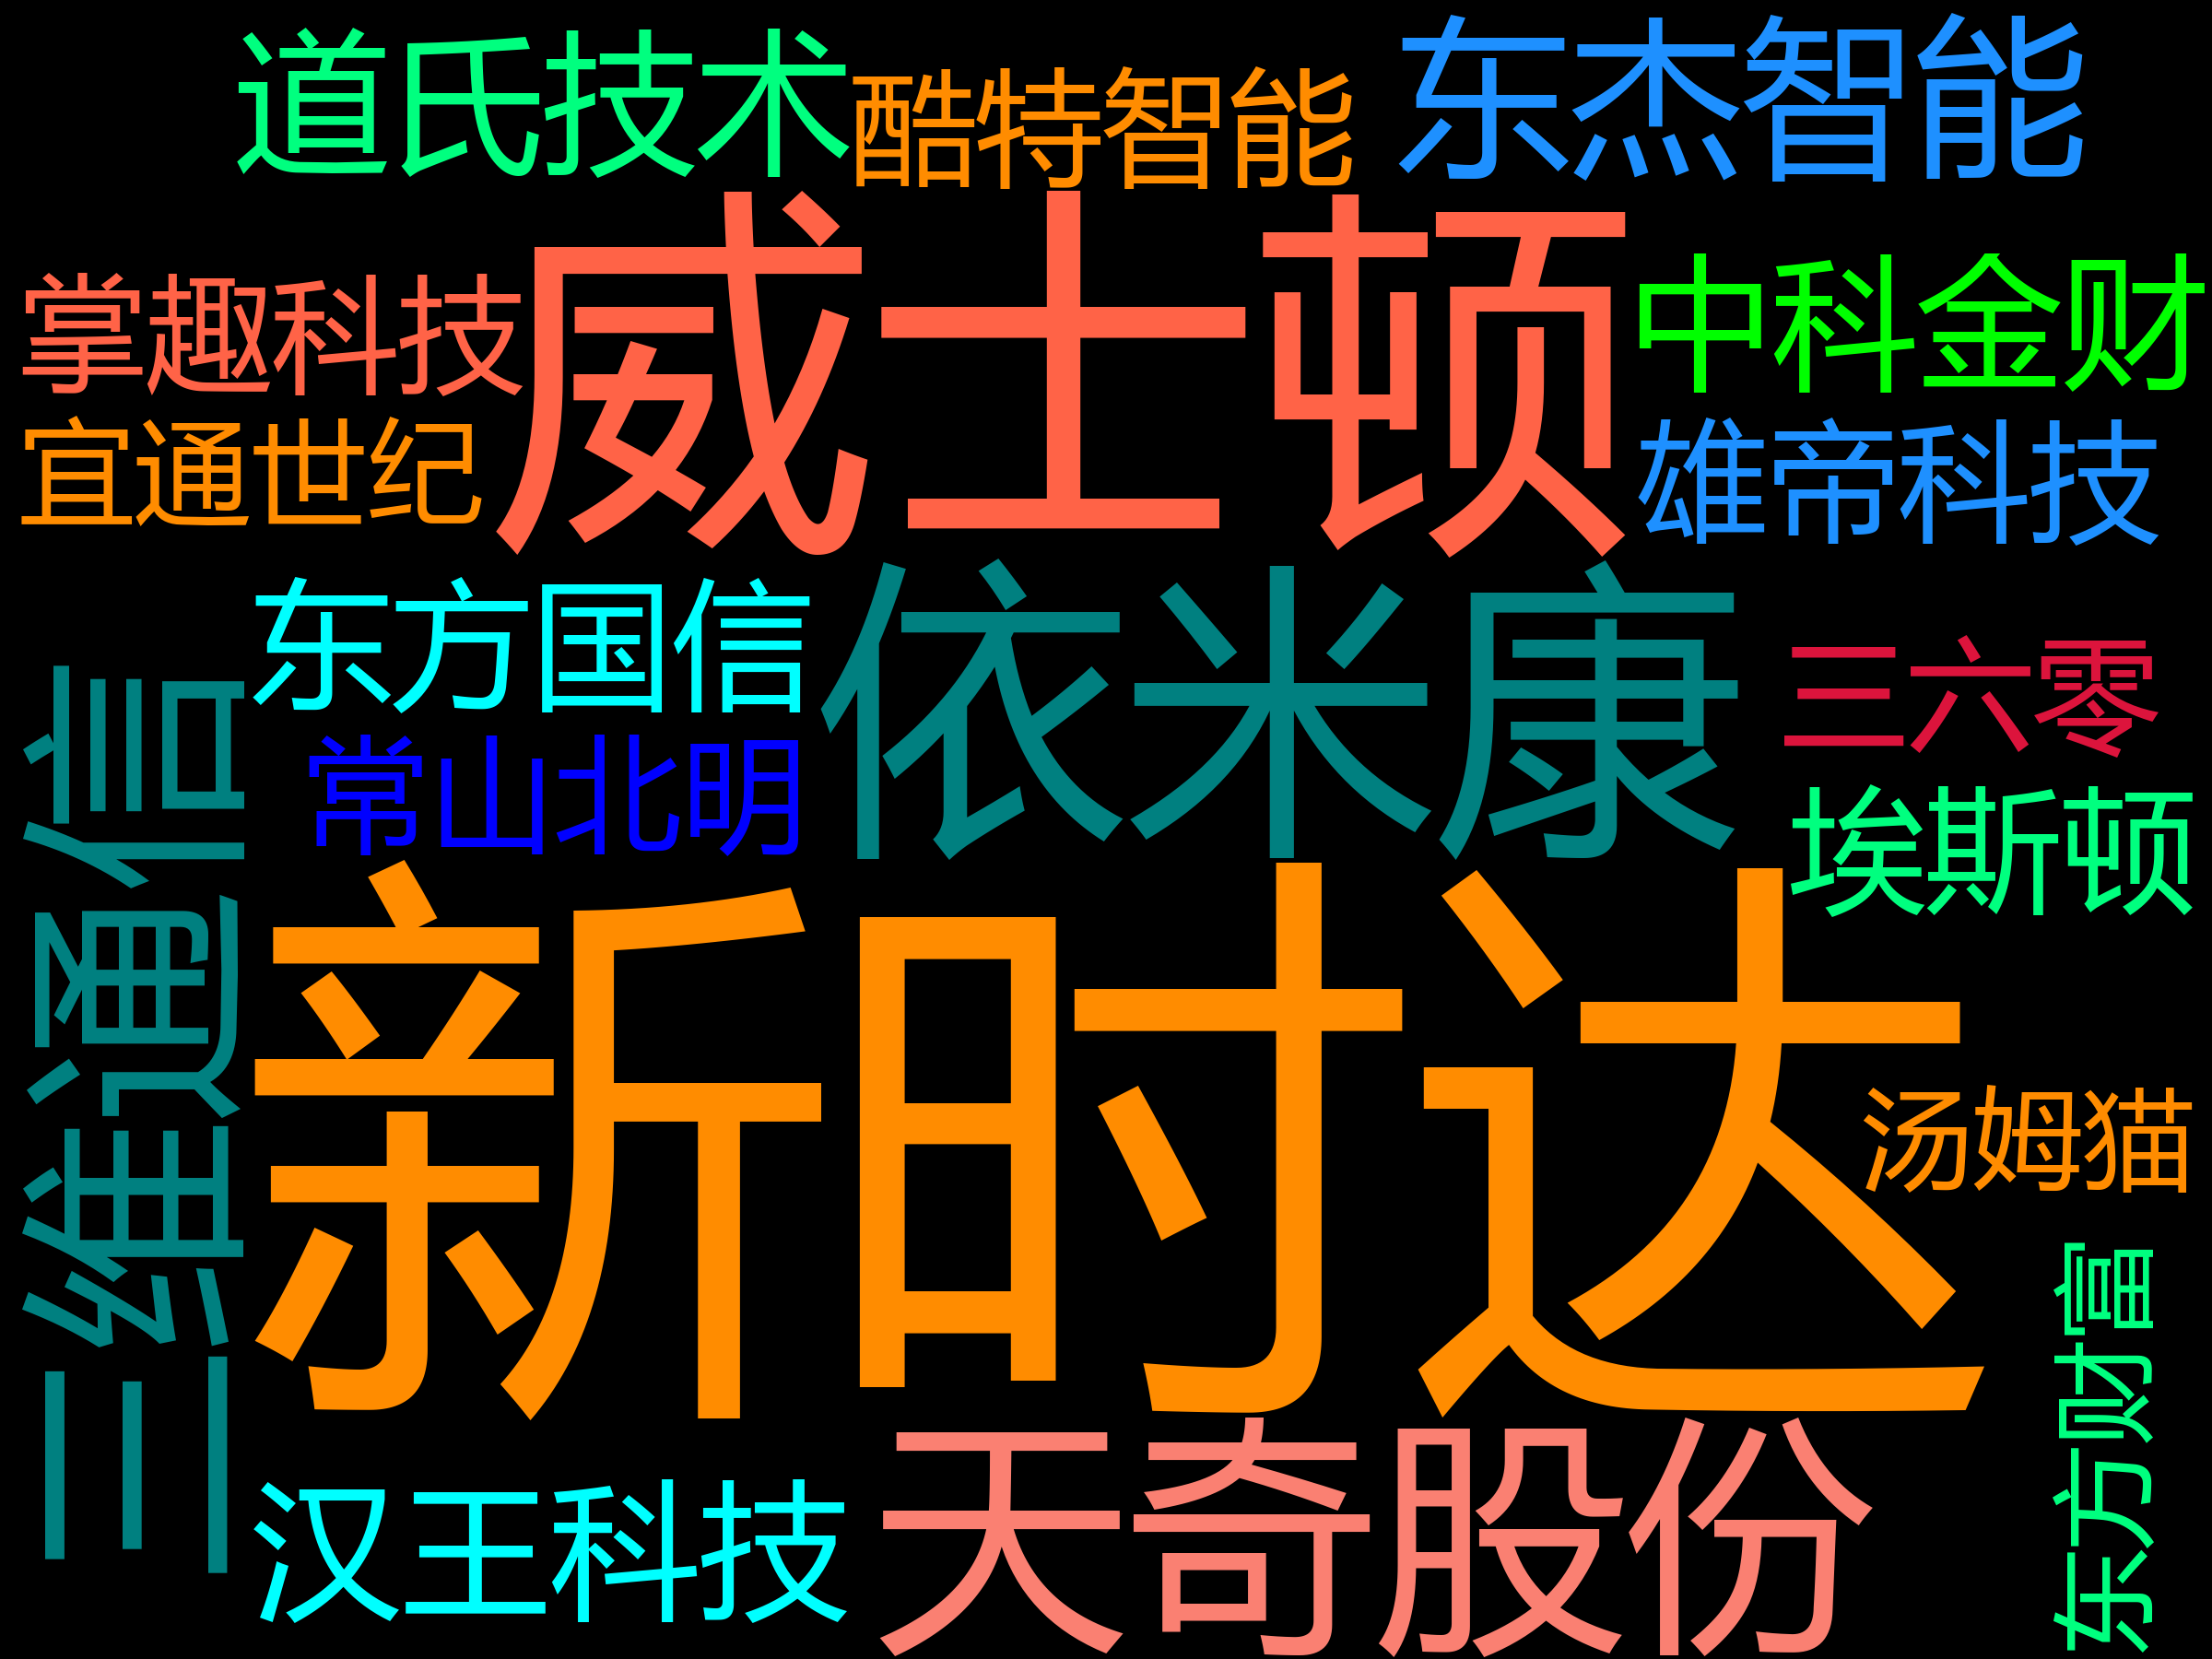 道氏技术
酷特智能
东杰智能
掌趣科技
威士顿
中科金财
宜通世纪
雄帝科技
东方国信
依米康
三六零
常山北明
埃斯顿
三维通信
新时达
汤姆猫
东方财富
汉王科技
天奇股份